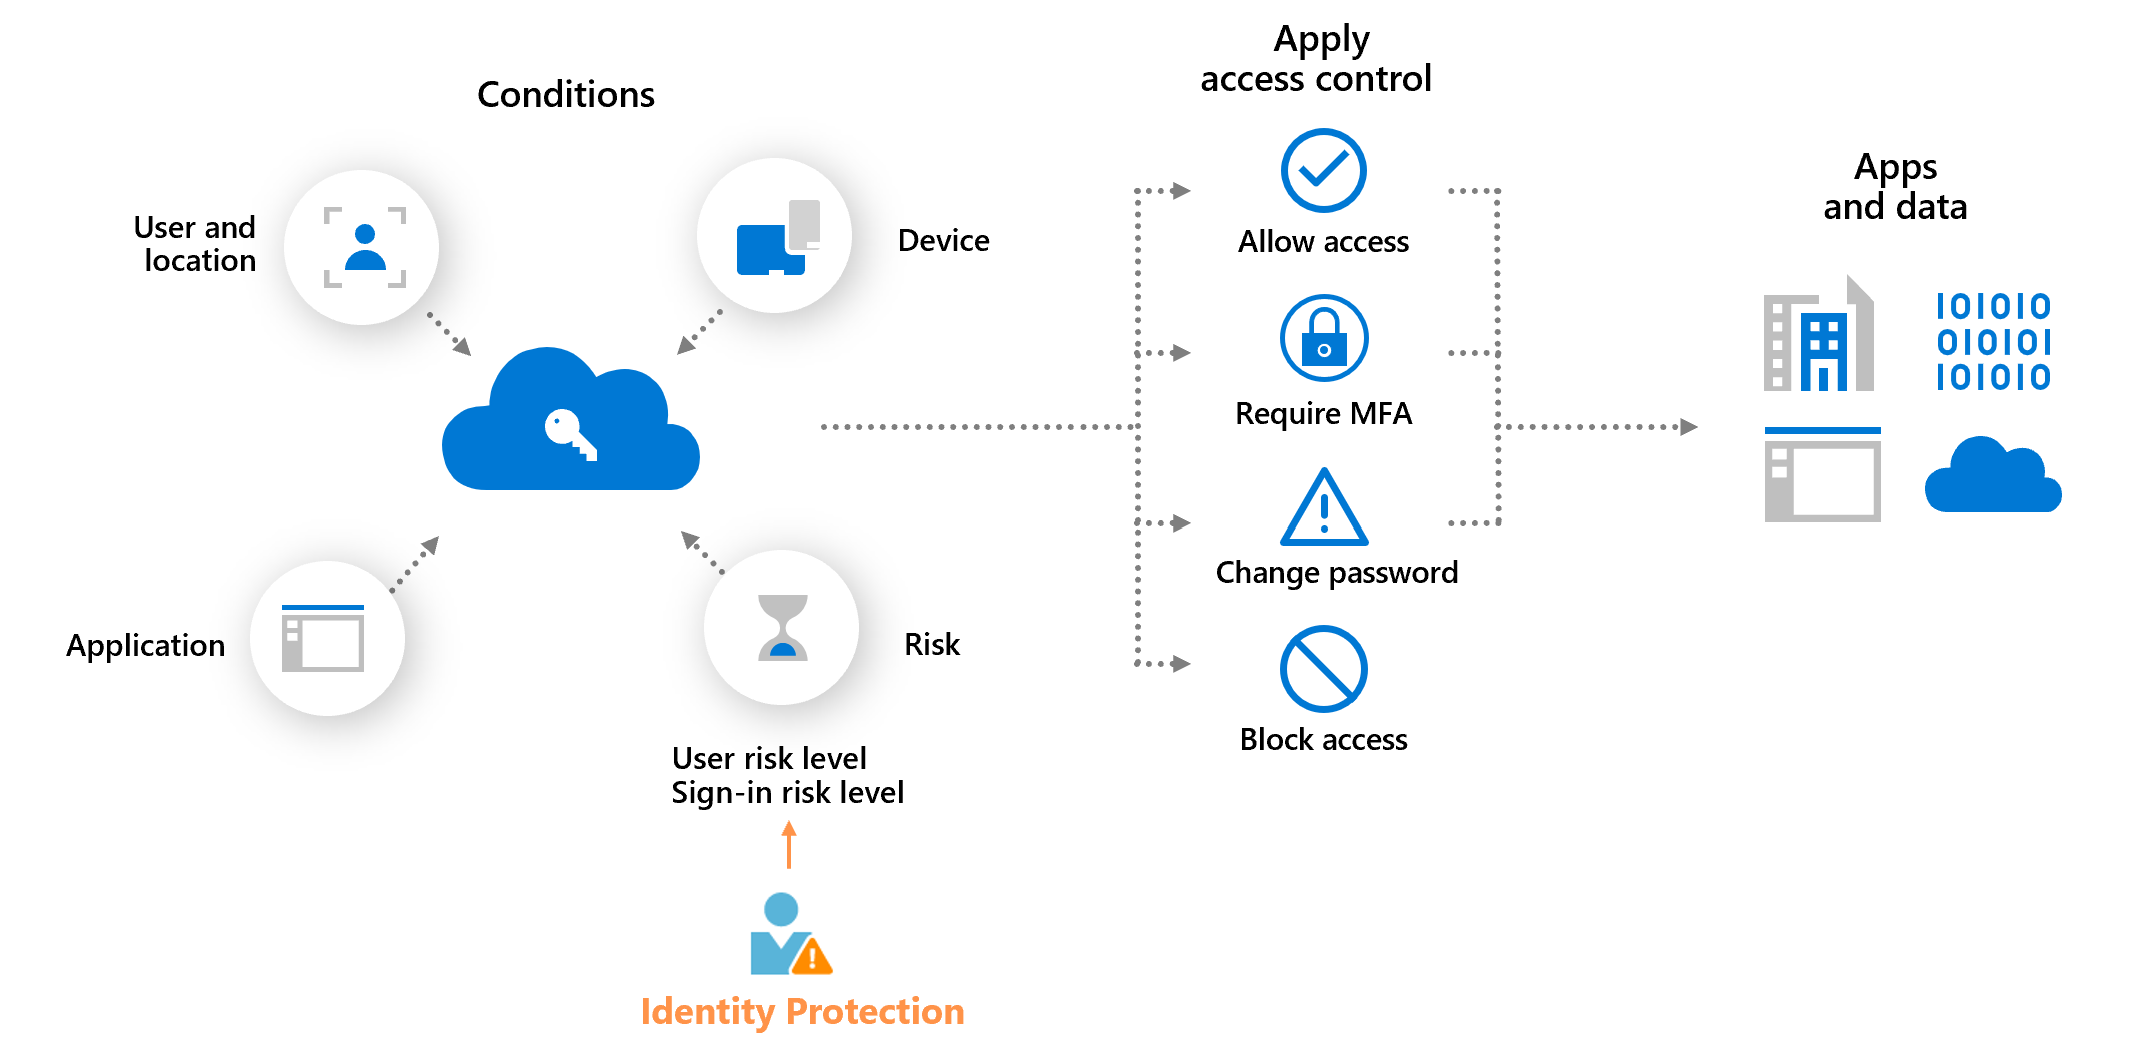 Conditions
User and
location
Device
Application
Risk
User risk level
Sign-in risk level
Identity Protection
Apply
access control
Allow access
Require MFA
Change password
Block access
Apps
and data
101010
010101
101010